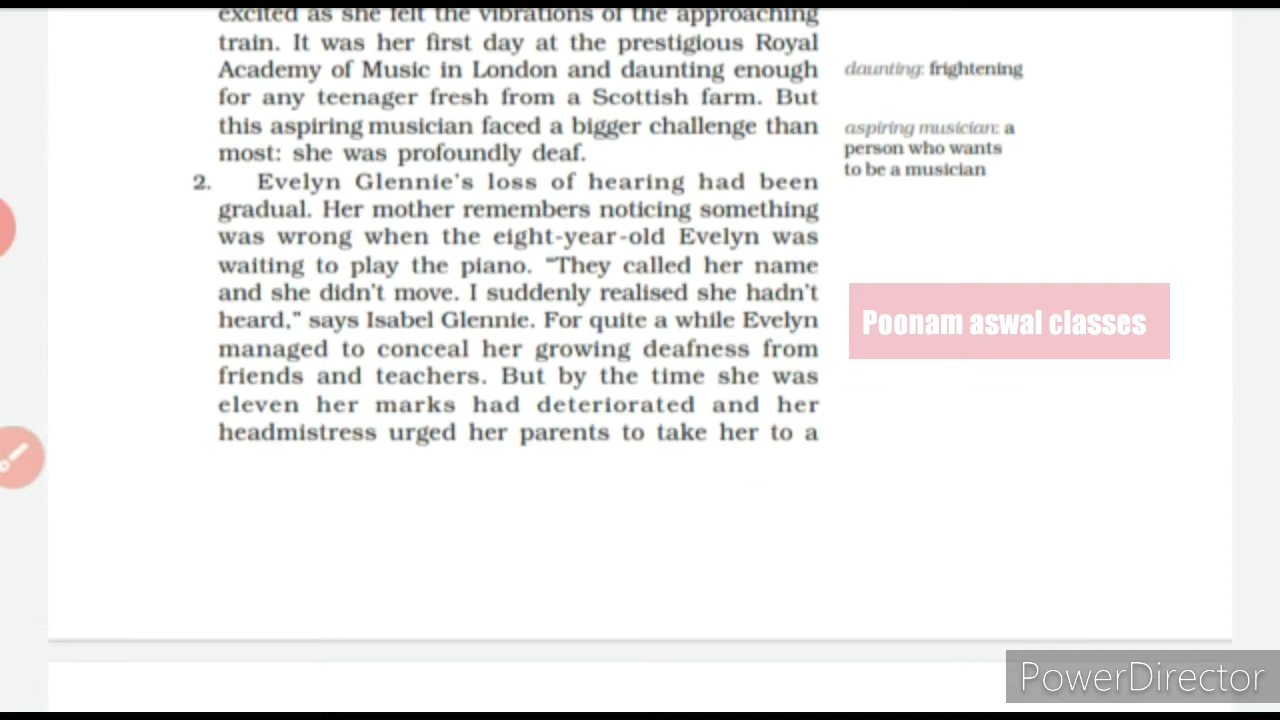 excited as she felt the vibrations of the approaching
train. It was her first day at the prestigious Royal
Academy of Music in London and daunting enough
for any teenager fresh from a Scottish farm. But
this aspiring musician faced a bigger challenge than
most: she was profoundly deaf.
daunting: frightening
aspiring musician: a
person who wants
to be a musician
2. Evelyn Glennie's loss of hearing had been
gradual. Her mother remembers noticing something
was wrong when the eight-year-old Evelyn was
waiting to play the piano. “They called her name
and she didn't move. I suddenly realised she hadn't
heard,” says Isabel Glennie. For quite a while Evelyn
managed to conceal her growing deafness from
friends and teachers. But by the time she was
eleven her marks had deteriorated and her
headmistress urged her parents to take her to a
Poonam aswal classes
PowerDirector